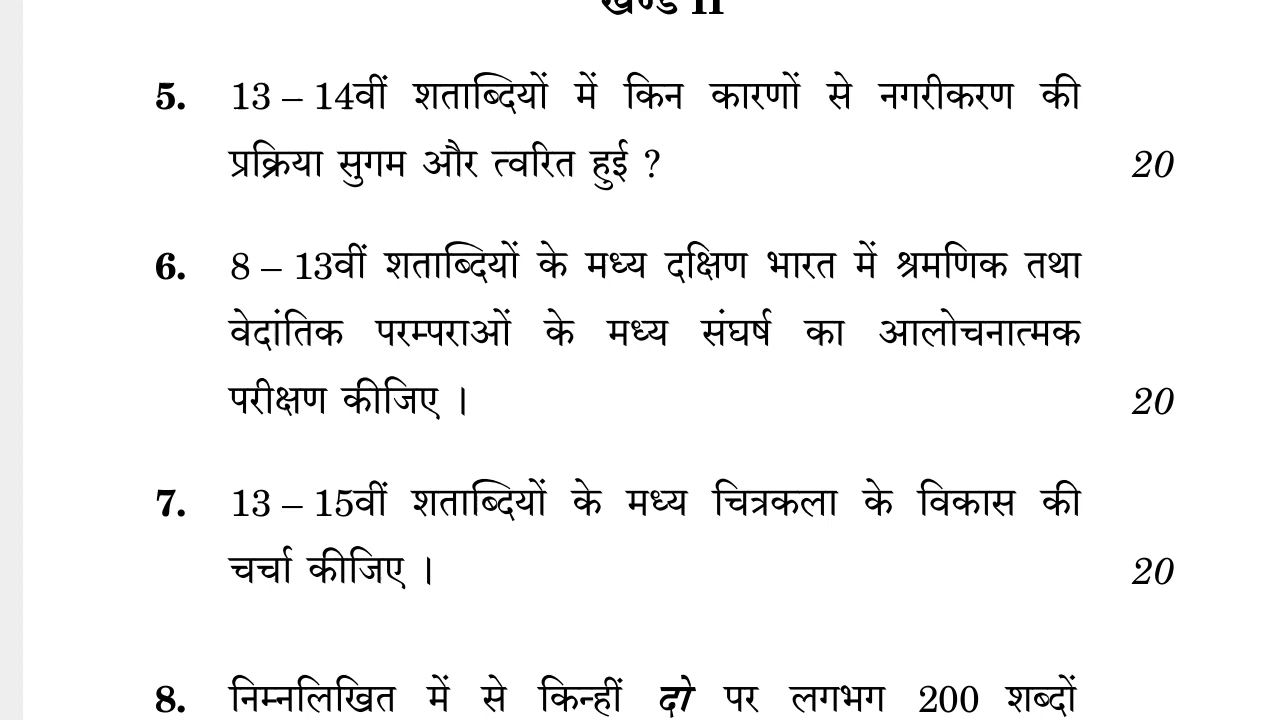 खण्ड II
5. 13 – 14वीं शताब्दियों में किन कारणों से नगरीकरण की
प्रक्रिया सुगम और त्वरित हुई ? 20
6. 8 – 13वीं शताब्दियों के मध्य दक्षिण भारत में श्रमणिक तथा
वेदांतिक परम्पराओं के मध्य संघर्ष का आलोचनात्मक
परीक्षण कीजिए । 20
7. 13 – 15वीं शताब्दियों के मध्य चित्रकला के विकास की
चर्चा कीजिए । 20
8. निम्नलिखित में से किन्हीं दो पर लगभग 200 शब्दों